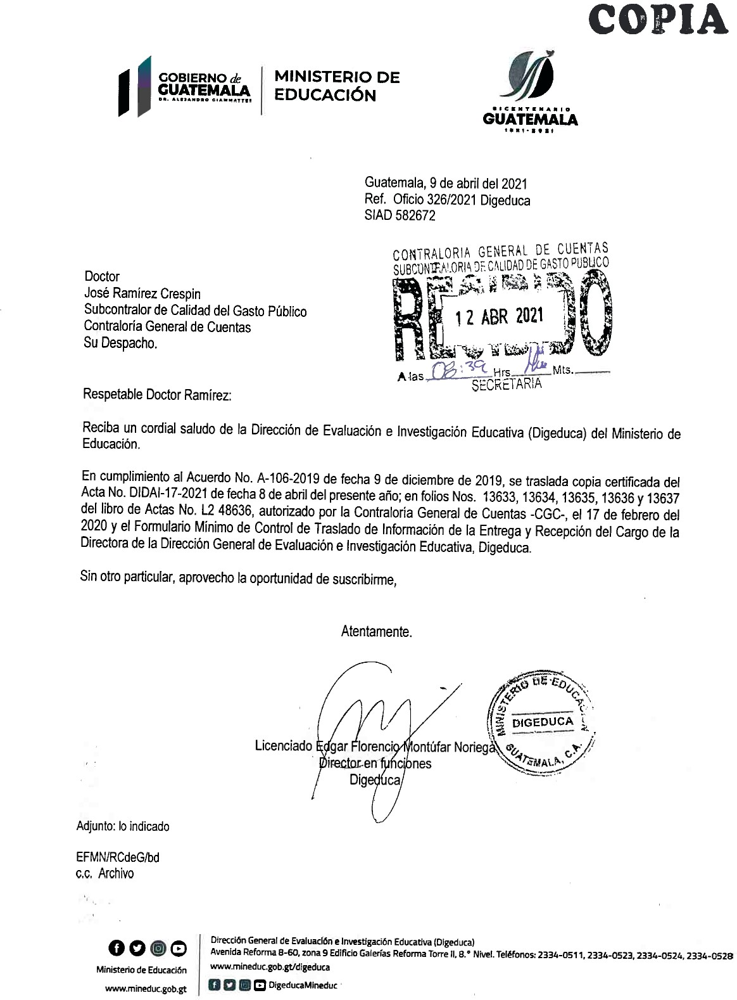 COPIA
GOBIERNO de
GUATEMALA
DR. ALEJANDRO GIAMMATTEI
MINISTERIO DE
EDUCACIÓN
BICENTENARIO
GUATEMALA
1821-2021
Guatemala, 9 de abril del 2021
Ref. Oficio 326/2021 Digeduca
SIAD 582672
CONTRALORIA GENERAL DE CUENTAS
SUBCONTRALORIA DE CALIDAD DE GASTO PUBLICO
RECIBIDO
12 ABR 2021
A las 08:39 Hrs. Mts.
SECRETARIA
Doctor
José Ramírez Crespin
Subcontralor de Calidad del Gasto Público
Contraloría General de Cuentas
Su Despacho.
Respetable Doctor Ramírez:
Reciba un cordial saludo de la Dirección de Evaluación e Investigación Educativa (Digeduca) del Ministerio de
Educación.
En cumplimiento al Acuerdo No. A-106-2019 de fecha 9 de diciembre de 2019, se traslada copia certificada del
Acta No. DIDAI-17-2021 de fecha 8 de abril del presente año; en folios Nos. 13633, 13634, 13635, 13636 y 13637
del libro de Actas No. L2 48636, autorizado por la Contraloría General de Cuentas -CGC-, el 17 de febrero del
2020 y el Formulario Mínimo de Control de Traslado de Información de la Entrega y Recepción del Cargo de la
Directora de la Dirección General de Evaluación e Investigación Educativa, Digeduca.
Sin otro particular, aprovecho la oportunidad de suscribirme,
Atentamente.
Licenciado Edgar Florencio Montúfar Noriega
Director en funciones
Digeduca
MINISTERIO DE EDUCACION
DIGEDUCA
GUATEMALA, C.A.
Adjunto: lo indicado
EFMN/RCdeG/bd
c.c. Archivo
Ministerio de Educación
www.mineduc.gob.gt
Dirección General de Evaluación e Investigación Educativa (Digeduca)
Avenida Reforma 8-60, zona 9 Edificio Galerías Reforma Torre II, 8.° Nivel. Teléfonos: 2334-0511, 2334-0523, 2334-0524, 2334-0528
www.mineduc.gob.gt/digeduca
DigeducaMineduc